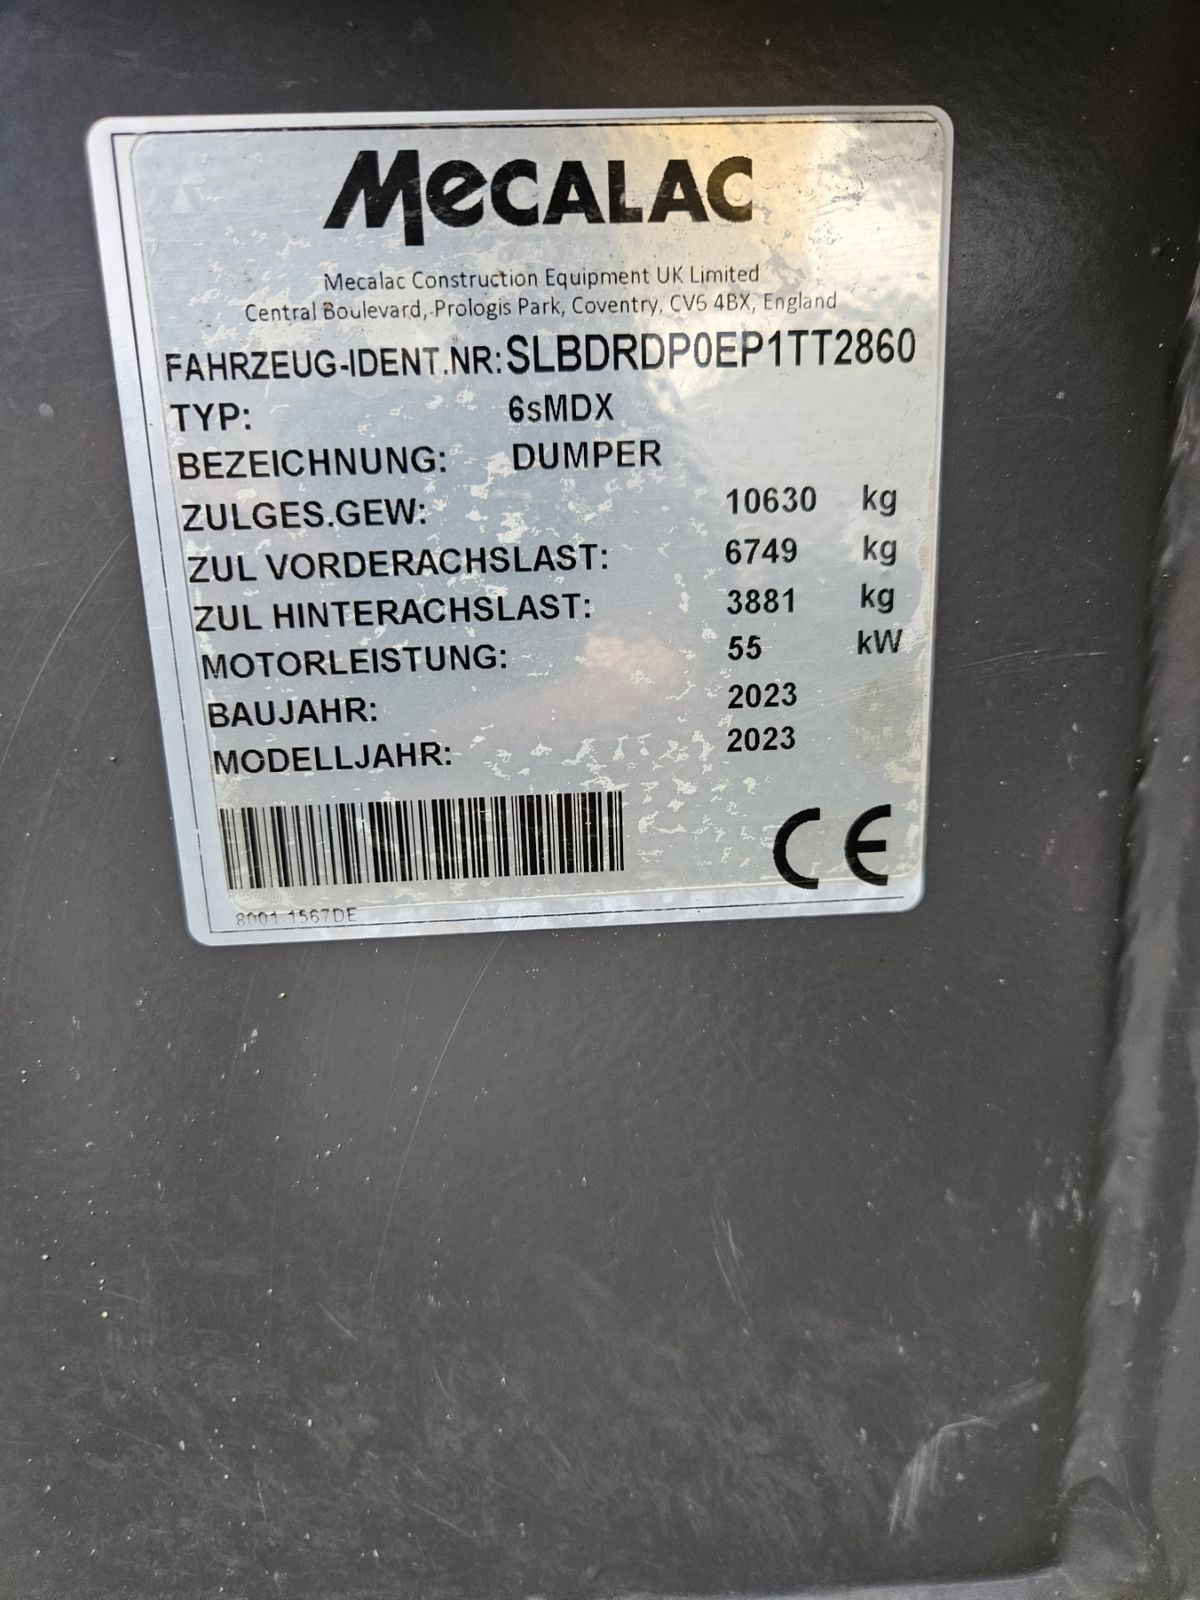 MECALAC
Mecalac Construction Equipment UK Limited
Central Boulevard, Prologis Park, Coventry, CV6 4BX, England
FAHRZEUG-IDENT.NR: SLBDRDP0EP1TT2860
TYP: 6sMDX
BEZEICHNUNG: DUMPER
ZULGES.GEW: 10630 kg
ZUL VORDERACHSLAST: 6749 kg
ZUL HINTERACHSLAST: 3881 kg
MOTORLEISTUNG: 55 kW
BAUJAHR: 2023
MODELLJAHR: 2023
CE
8001-1567DE